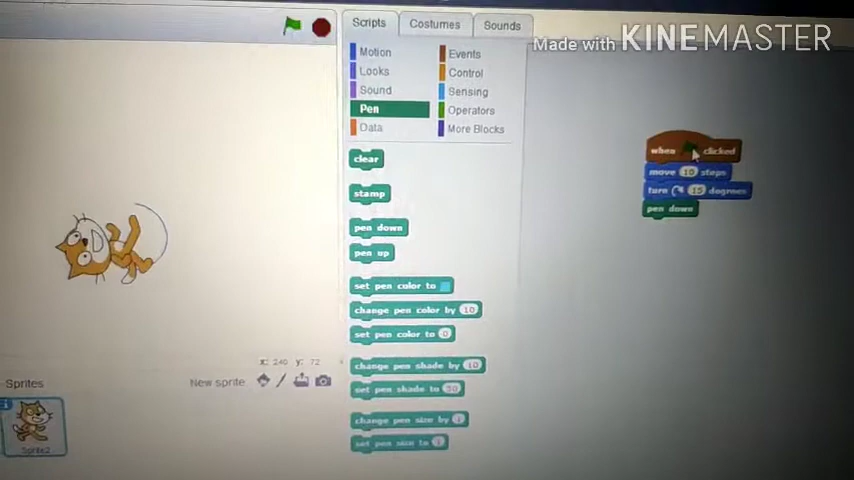 Scripts Costumes Sounds
Made with KINEMASTER
Motion Events
Looks Control
Sound Sensing
Pen Operators
Data More Blocks
clear
stamp
pen down
pen up
set pen color to
change pen color by 10
set pen color to 0
change pen shade by 10
set pen shade to 50
change pen size by 1
set pen size to 1
when clicked
move 10 steps
turn 15 degrees
pen down
x: 240 y: 72
Sprites New sprite:
Sprite2